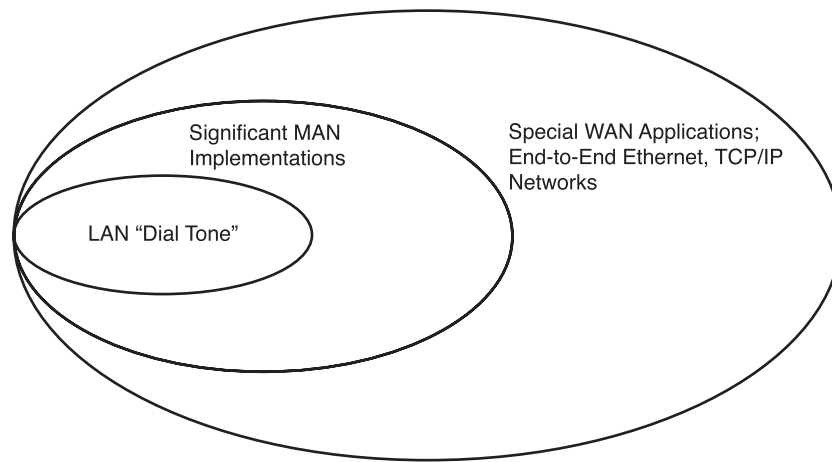 Significant MAN
Implementations
Special WAN Applications;
End-to-End Ethernet, TCP/IP
Networks
LAN “Dial Tone”